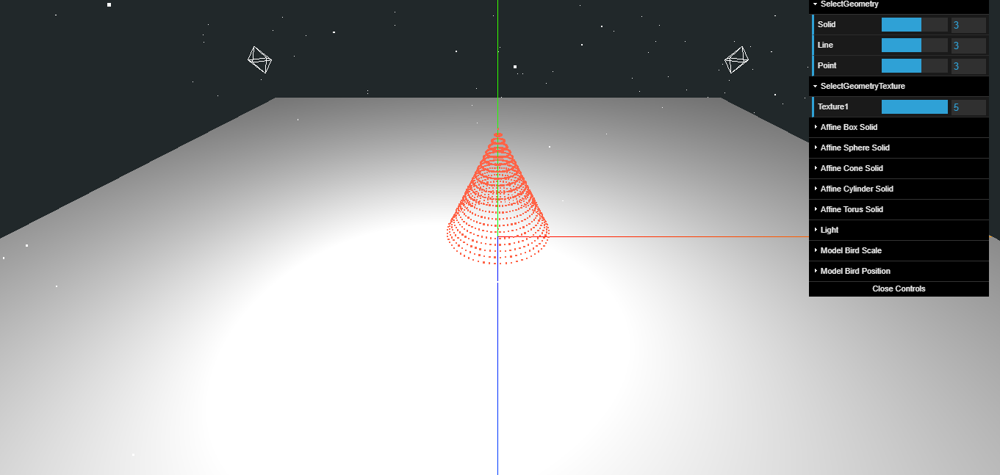 SelectGeometry
Solid 3
Line 3
Point 3
SelectGeometryTexture
Texture1 5
Affine Box Solid
Affine Sphere Solid
Affine Cone Solid
Affine Cylinder Solid
Affine Torus Solid
Light
Model Bird Scale
Model Bird Position
Close Controls